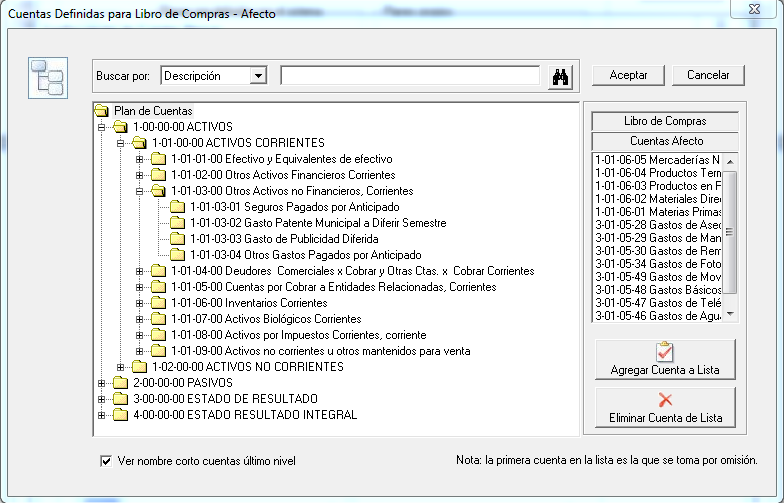 Cuentas Definidas para Libro de Compras - Afecto
Buscar por: Descripción
Aceptar
Cancelar
Plan de Cuentas
1-00-00-00 ACTIVOS
1-01-00-00 ACTIVOS CORRIENTES
1-01-01-00 Efectivo y Equivalentes de efectivo
1-01-02-00 Otros Activos Financieros Corrientes
1-01-03-00 Otros Activos no Financieros, Corrientes
1-01-03-01 Seguros Pagados por Anticipado
1-01-03-02 Gasto Patente Municipal a Diferir Semestre
1-01-03-03 Gasto de Publicidad Diferida
1-01-03-04 Otros Gastos Pagados por Anticipado
1-01-04-00 Deudores Comerciales x Cobrar y Otras Ctas. x Cobrar Corrientes
1-01-05-00 Cuentas por Cobrar a Entidades Relacionadas, Corrientes
1-01-06-00 Inventarios Corrientes
1-01-07-00 Activos Biológicos Corrientes
1-01-08-00 Activos por Impuestos Corrientes, corriente
1-01-09-00 Activos no corrientes u otros mantenidos para venta
1-02-00-00 ACTIVOS NO CORRIENTES
2-00-00-00 PASIVOS
3-00-00-00 ESTADO DE RESULTADO
4-00-00-00 ESTADO RESULTADO INTEGRAL
Libro de Compras
Cuentas Afecto
1-01-06-05 Mercaderías N
1-01-06-04 Productos Tern
1-01-06-03 Productos en F
1-01-06-02 Materiales Dire
1-01-06-01 Materias Primas
3-01-05-28 Gastos de Asec
3-01-05-29 Gastos de Man
3-01-05-30 Gastos de Rem
3-01-05-34 Gastos de Foto
3-01-05-49 Gastos de Mov
3-01-05-48 Gastos Básicos
3-01-05-47 Gastos de Telé
3-01-05-46 Gastos de Agu
Agregar Cuenta a Lista
Eliminar Cuenta de Lista
Ver nombre corto cuentas último nivel
Nota: la primera cuenta en la lista es la que se toma por omisión.